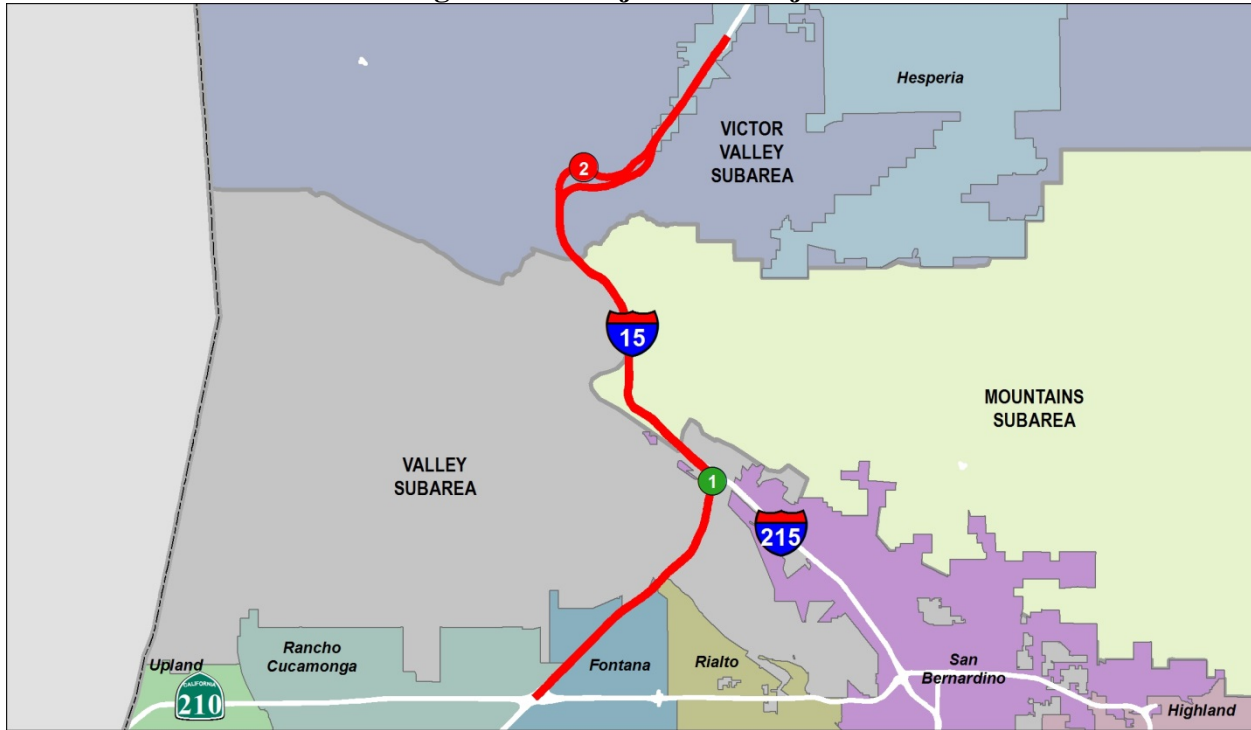 Hesperia
VICTOR
VALLEY
SUBAREA
2
15
MOUNTAINS
SUBAREA
VALLEY
SUBAREA
1
215
Rancho
Cucamonga
Upland
Fontana
Rialto
San
Bernardino
CALIFORNIA
210
Highland